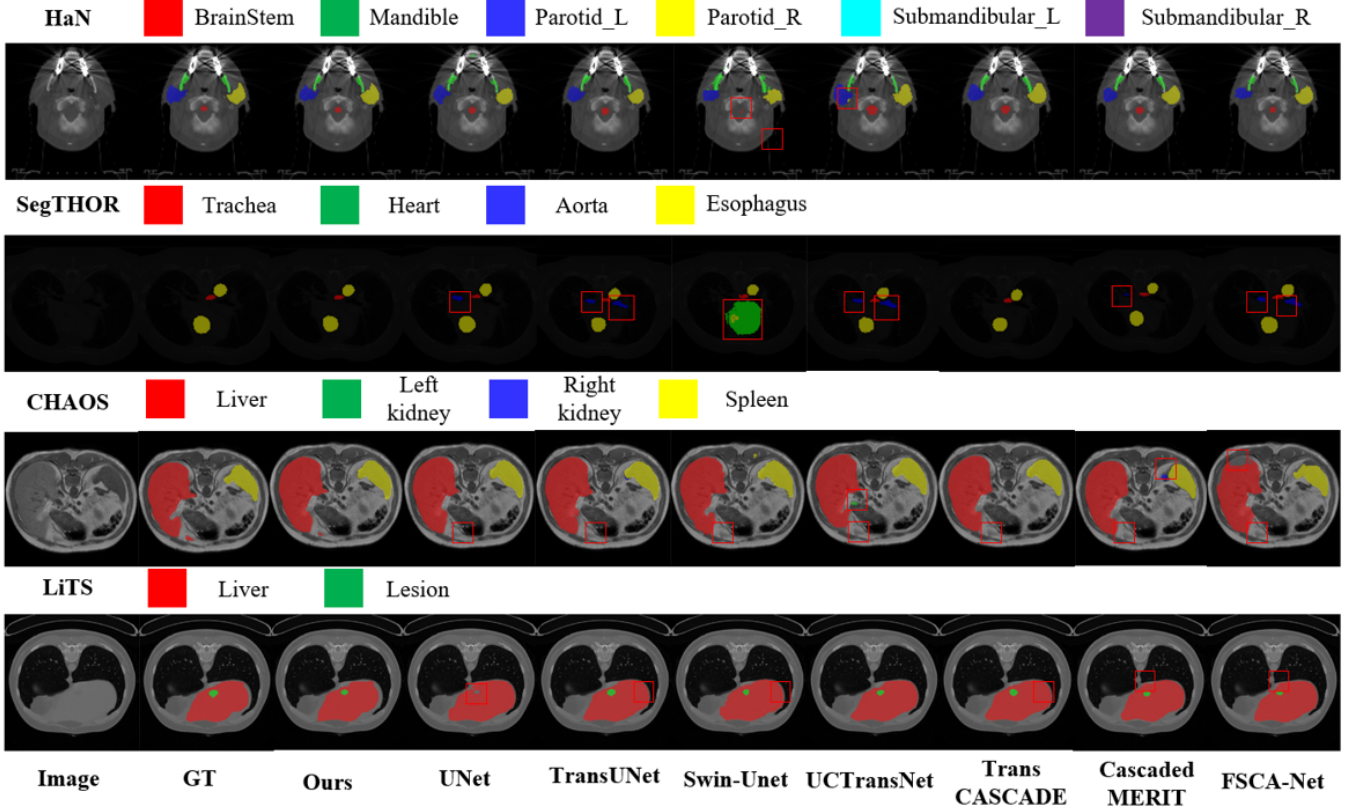 HaN BrainStem Mandible Parotid_L Parotid_R Submandibular_L Submandibular_R
SegTHOR Trachea Heart Aorta Esophagus
CHAOS Liver Left kidney Right kidney Spleen
LiTS Liver Lesion
Image GT Ours UNet TransUNet Swin-Unet UCTransNet Trans CASCADE Cascaded MERIT FSCA-Net